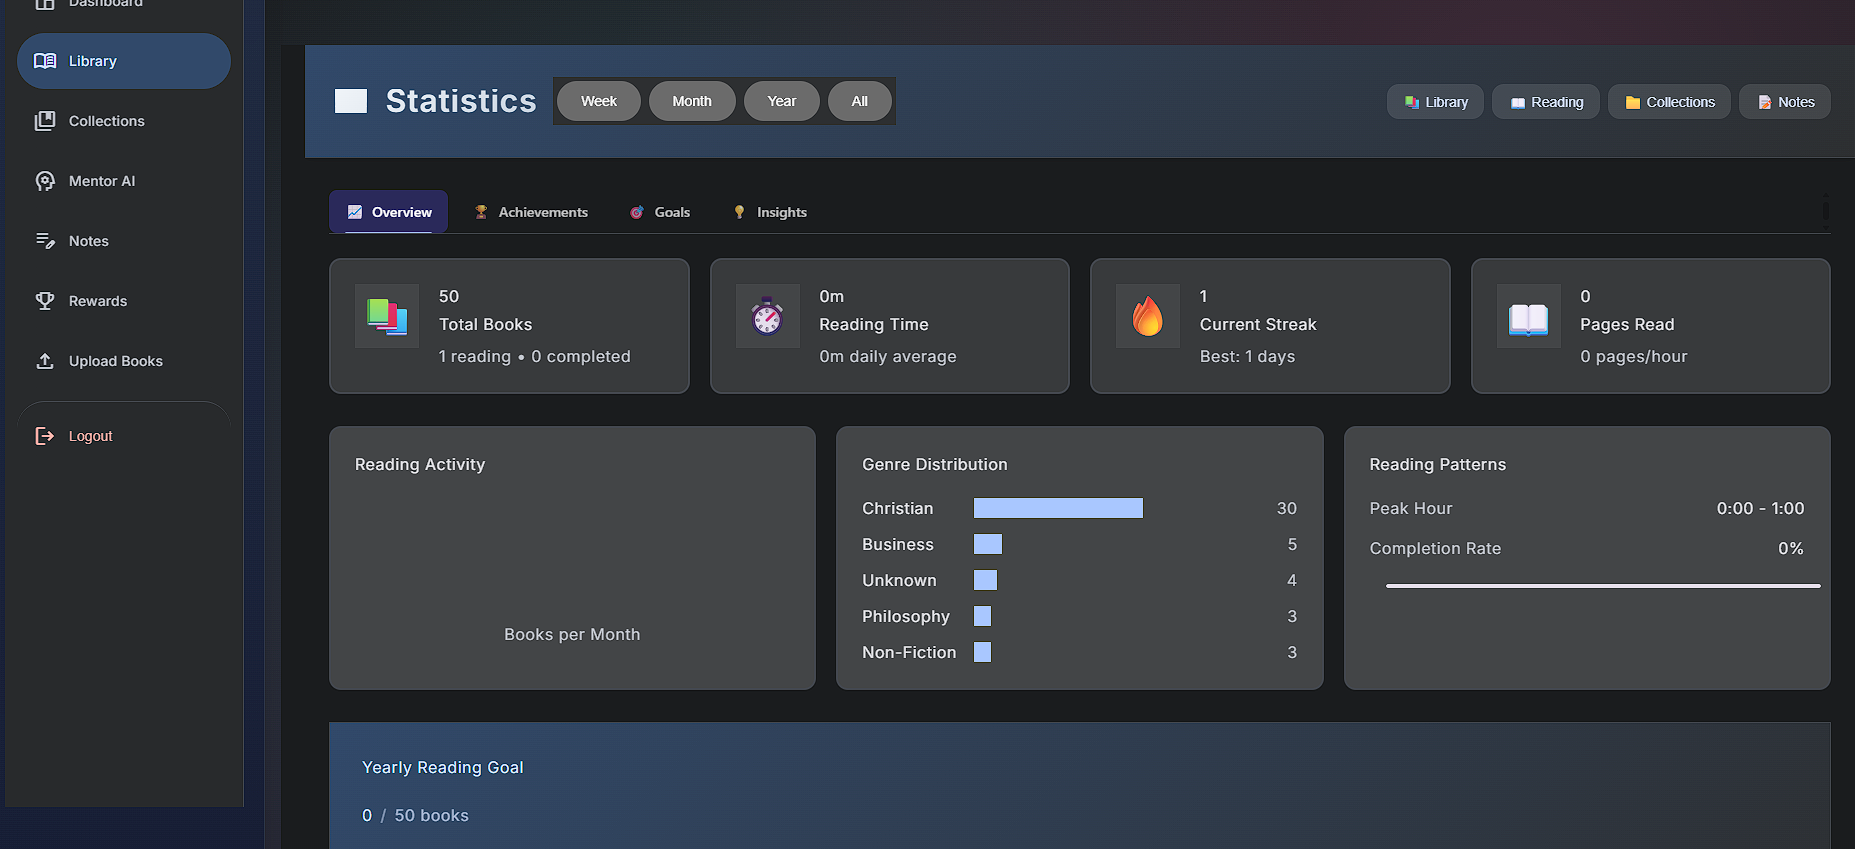 Dashboard
Library
Collections
Mentor AI
Notes
Rewards
Upload Books
Logout
Statistics
Week Month Year All
Library Reading Collections Notes
Overview Achievements Goals Insights
50
Total Books
1 reading • 0 completed
0m
Reading Time
0m daily average
1
Current Streak
Best: 1 days
0
Pages Read
0 pages/hour
Reading Activity
Books per Month
Genre Distribution
Christian 30
Business 5
Unknown 4
Philosophy 3
Non-Fiction 3
Reading Patterns
Peak Hour 0:00 - 1:00
Completion Rate 0%
Yearly Reading Goal
0 / 50 books